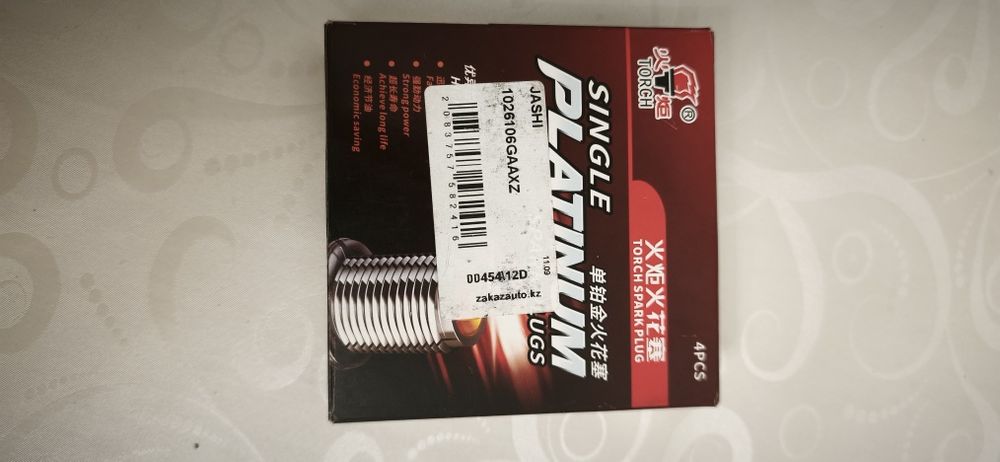 火炬
TORCH
®
火炬火花塞
TORCH SPARK PLUG
4PCS
SINGLE
PLATINUM
UGS
单铂金火花塞
强劲动力
Strong power
超长寿命
Achieve long life
经济节油
Economic saving
JASHI
1026106GAAXZ
2083757582416
11.09
00454\12D
zakazauto.kz